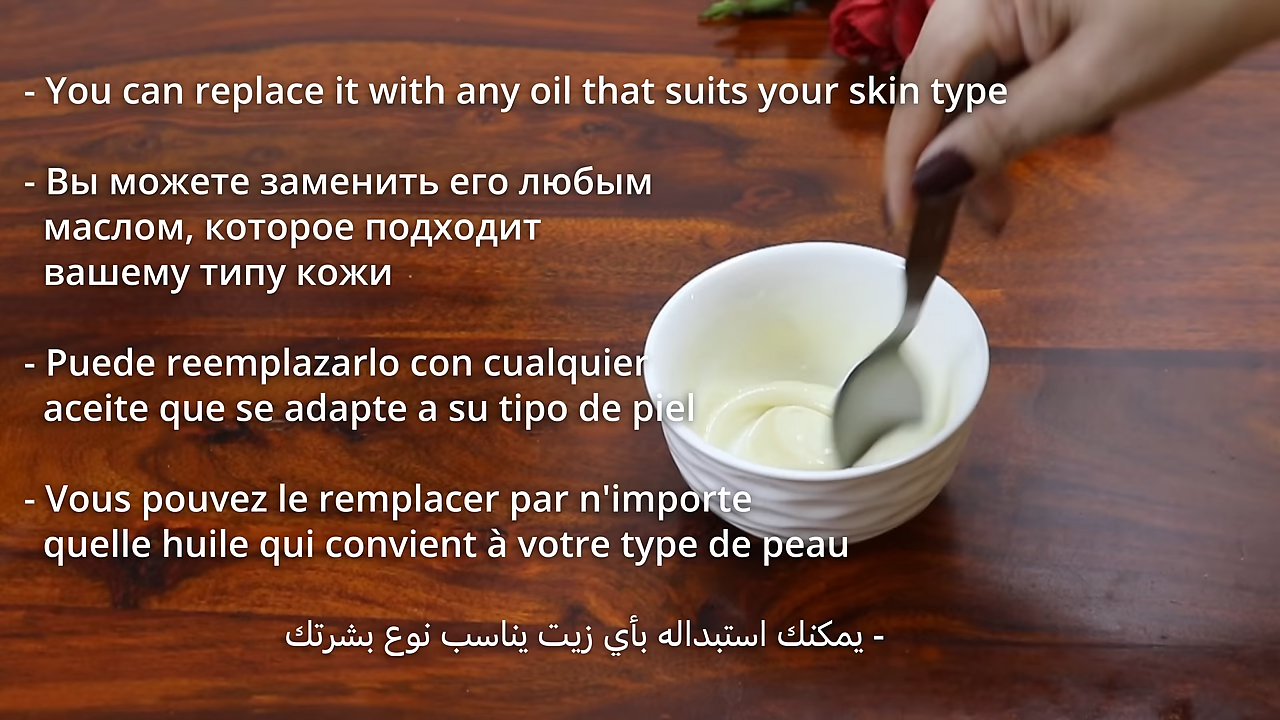 - You can replace it with any oil that suits your skin type
- Вы можете заменить его любым
маслом, которое подходит
вашему типу кожи
- Puede reemplazarlo con cualquier
aceite que se adapte a su tipo de piel
- Vous pouvez le remplacer par n'importe
quelle huile qui convient à votre type de peau
- يمكنك استبداله بأي زيت يناسب نوع بشرتك